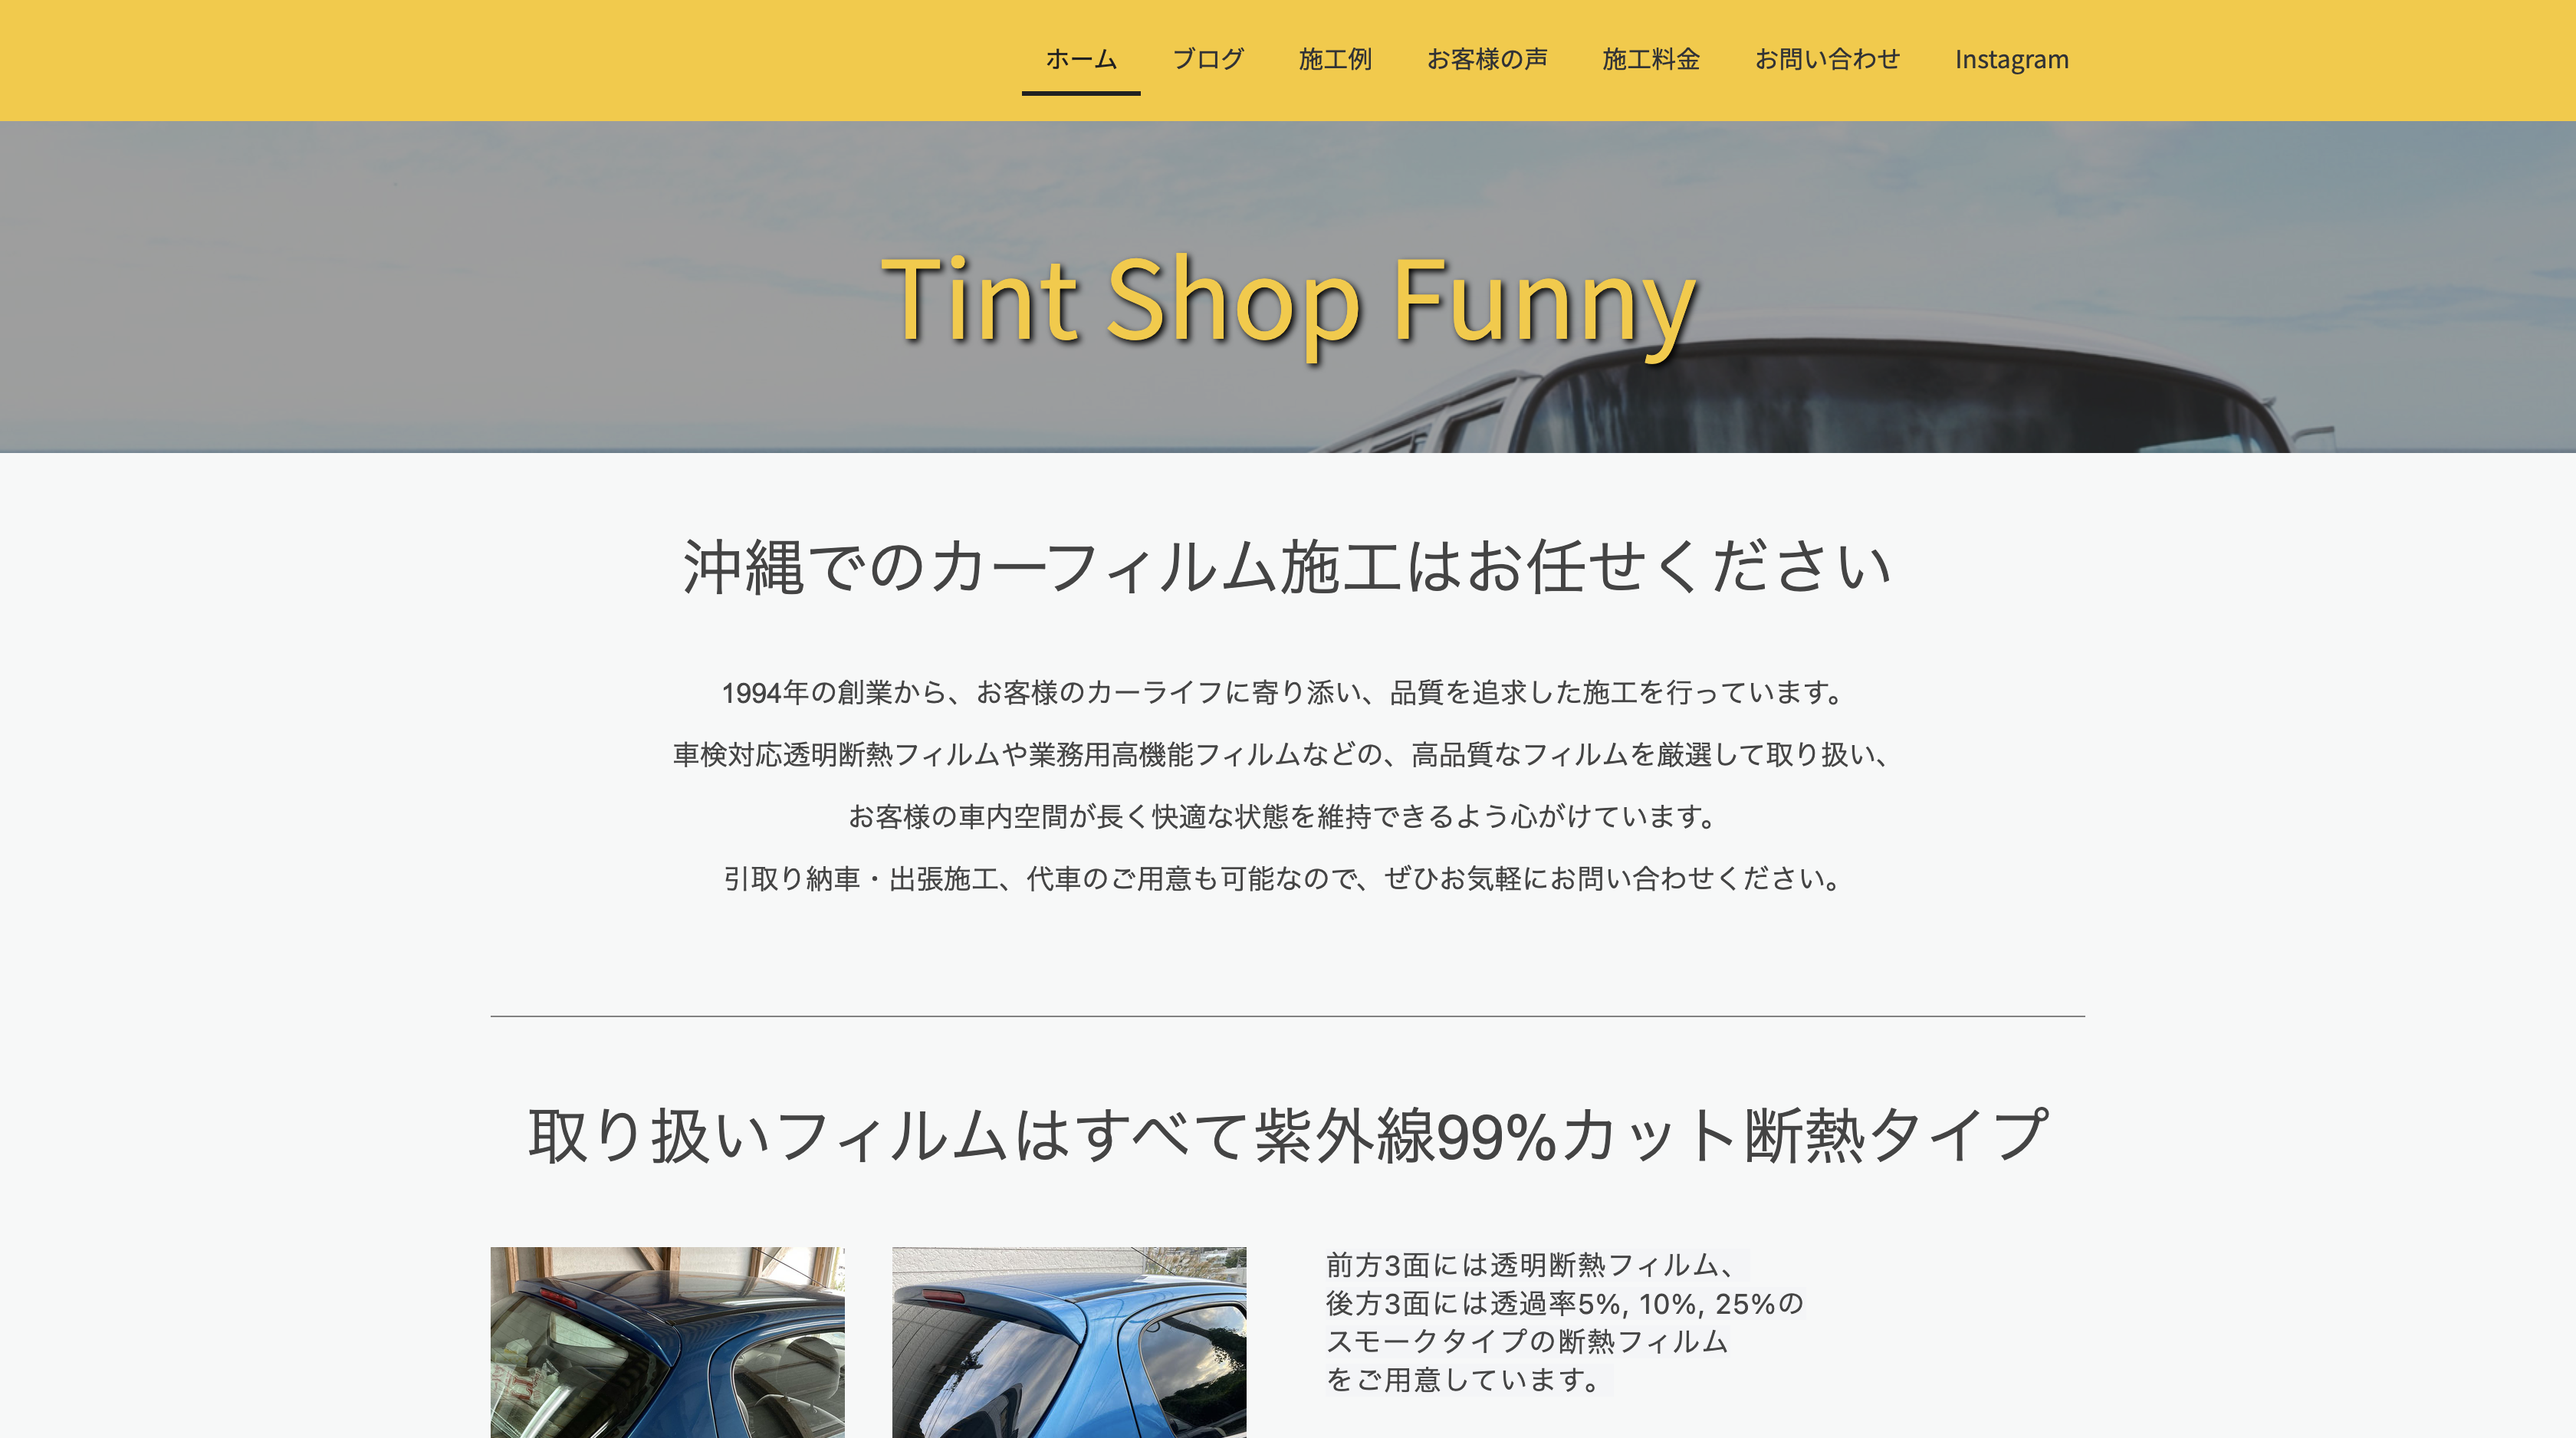 ホーム ブログ 施工例 お客様の声 施工料金 お問い合わせ Instagram
Tint Shop Funny
沖縄でのカーフィルム施工はお任せください
1994年の創業から、お客様のカーライフに寄り添い、品質を追求した施工を行っています。
車検対応透明断熱フィルムや業務用高機能フィルムなどの、高品質なフィルムを厳選して取り扱い、
お客様の車内空間が長く快適な状態を維持できるよう心がけています。
引取り納車・出張施工、代車のご用意も可能なので、ぜひお気軽にお問い合わせください。
取り扱いフィルムはすべて紫外線99%カット断熱タイプ
前方3面には透明断熱フィルム、
後方3面には透過率5%, 10%, 25%の
スモークタイプの断熱フィルム
をご用意しています。